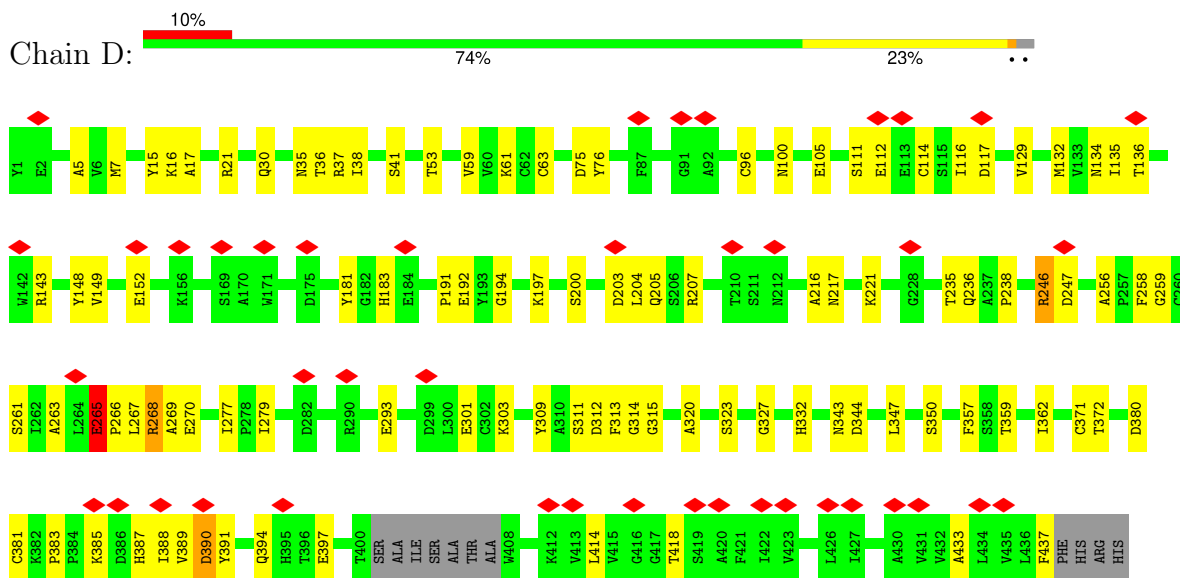 10%
Chain D:
74% 23% • •
Y1 E2 A5 V6 M7 Y15 K16 A17 R21 Q30 N35 T36 R37 I38 S41 T53 V59 V60 K61 C62 C63 D75 Y76 F87 G91 A92 C96 N100 E105 S111 E112 E113 C114 S115 I116 D117 V129 M132 V133 N134 I135 T136
W142 R143 Y148 V149 E152 K156 S169 A170 W171 D175 Y181 G182 H183 E184 P191 E192 Y193 G194 K197 S200 D203 L204 Q205 S206 R207 T210 S211 N212 A216 N217 K221 G228 T235 Q236 A237 P238 R246 D247 A256 P257 F258 G259 C260
S261 I262 A263 L264 E265 P266 L267 R268 A269 E270 I277 P278 I279 D282 R290 E293 D299 L300 E301 C302 K303 Y309 A310 S311 D312 F313 G314 G315 A320 S323 G327 H332 N343 D344 L347 S350 F357 S358 T359 I362 C371 T372 D380
C381 K382 P383 P384 K385 D386 H387 I388 V389 D390 Y391 Q394 H395 T396 E397 T400 SER ALA ILE SER ALA THR ALA W408 K412 V413 L414 V415 G416 G417 T418 S419 A420 F421 I422 V423 L426 I427 A430 V431 V432 A433 L434 V435 L436 F437 PHE HIS ARG HIS